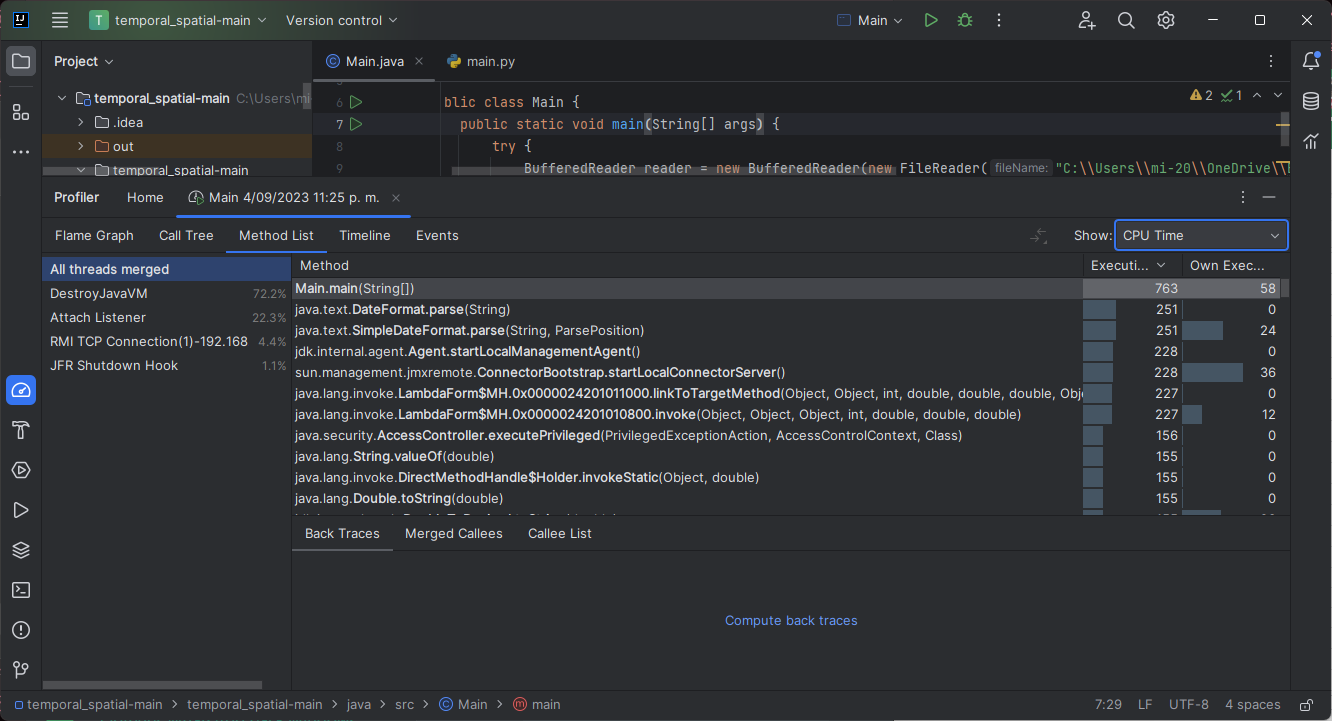 T temporal_spatial-main Version control Main
Project Main.java main.py
temporal_spatial-main C:\Users\mi
.idea
out
temporal_spatial-main
6 blic class Main { 2 1
7 public static void main(String[] args) {
8 try {
9 BufferedReader reader = new BufferedReader(new FileReader( fileName: "C:\\Users\\mi-20\\OneDrive\\
Profiler Home Main 4/09/2023 11:25 p. m.
Flame Graph Call Tree Method List Timeline Events Show: CPU Time
All threads merged
DestroyJavaVM 72.2%
Attach Listener 22.3%
RMI TCP Connection(1)-192.168 4.4%
JFR Shutdown Hook 1.1%
Method Executi... Own Exec...
Main.main(String[]) 763 58
java.text.DateFormat.parse(String) 251 0
java.text.SimpleDateFormat.parse(String, ParsePosition) 251 24
jdk.internal.agent.Agent.startLocalManagementAgent() 228 0
sun.management.jmxremote.ConnectorBootstrap.startLocalConnectorServer() 228 36
java.lang.invoke.LambdaForm$MH.0x0000024201011000.linkToTargetMethod(Object, Object, int, double, double, double, Obj 227 0
java.lang.invoke.LambdaForm$MH.0x0000024201010800.invoke(Object, Object, Object, int, double, double, double) 227 12
java.security.AccessController.executePrivileged(PrivilegedExceptionAction, AccessControlContext, Class) 156 0
java.lang.String.valueOf(double) 155 0
java.lang.invoke.DirectMethodHandle$Holder.invokeStatic(Object, double) 155 0
java.lang.Double.toString(double) 155 0
Back Traces Merged Callees Callee List
Compute back traces
temporal_spatial-main temporal_spatial-main java src Main main 7:29 LF UTF-8 4 spaces